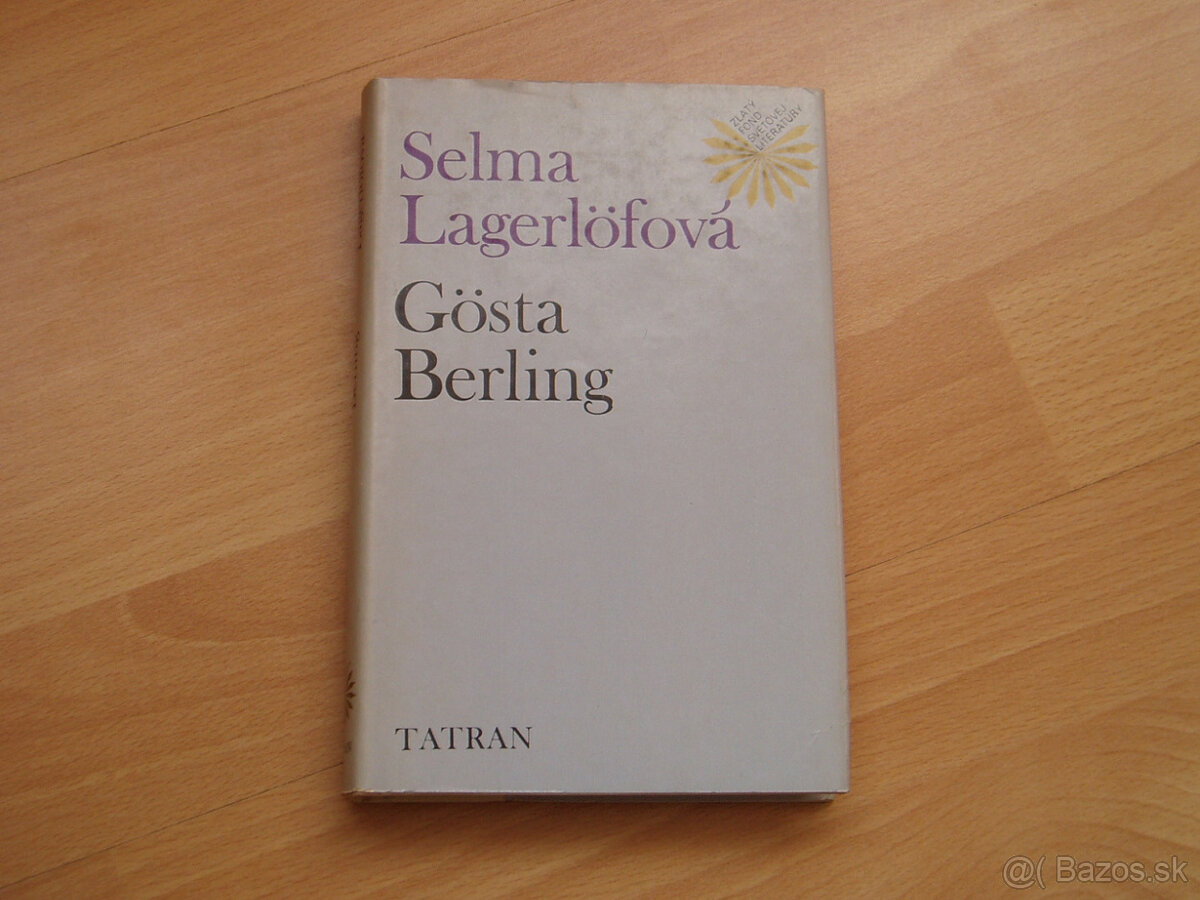 Selma
Lagerlöfová
Gösta
Berling
ZLATÝ
FOND
SVETOVEJ
LITERATÚRY
TATRAN
@( Bazos.sk